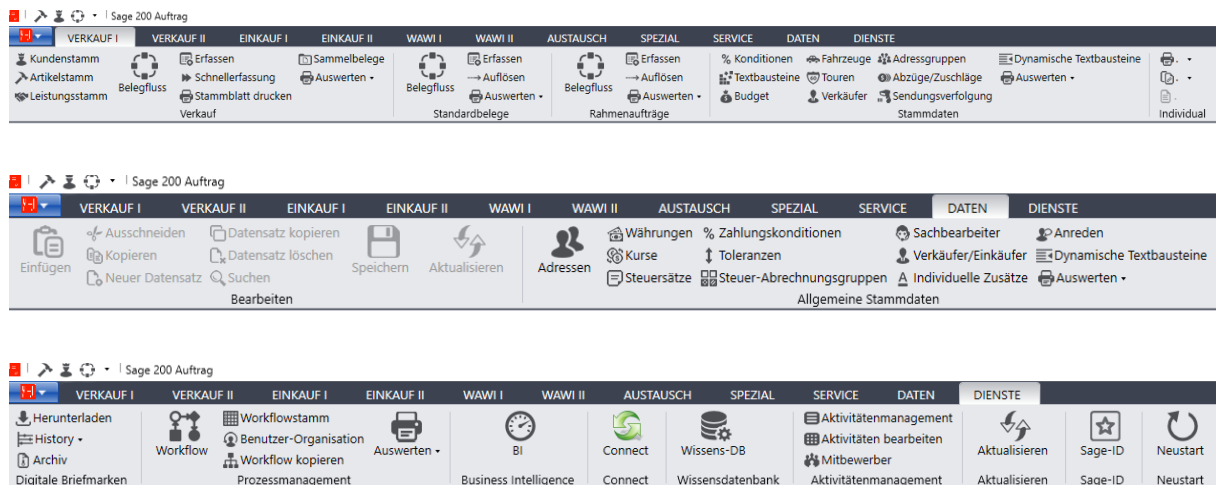 Sage 200 Auftrag
VERKAUF I VERKAUF II EINKAUF I EINKAUF II WAWI I WAWI II AUSTAUSCH SPEZIAL SERVICE DATEN DIENSTE
Kundenstamm Erfassen Sammelbelege Erfassen Erfassen % Konditionen Fahrzeuge Adressgruppen Dynamische Textbausteine .
Artikelstamm Schnellerfassung Auswerten Auflösen Auflösen Textbausteine Touren Abzüge/Zuschläge Auswerten .
Leistungsstamm Belegfluss Stammblatt drucken Belegfluss Auswerten Belegfluss Auswerten Budget Verkäufer Sendungsverfolgung .
Verkauf Standardbelege Rahmenaufträge Stammdaten Individual
Sage 200 Auftrag
VERKAUF I VERKAUF II EINKAUF I EINKAUF II WAWI I WAWI II AUSTAUSCH SPEZIAL SERVICE DATEN DIENSTE
Ausschneiden Datensatz kopieren Währungen % Zahlungskonditionen Sachbearbeiter Anreden
Einfügen Kopieren Datensatz löschen Speichern Aktualisieren Adressen Kurse Toleranzen Verkäufer/Einkäufer Dynamische Textbausteine
Neuer Datensatz Suchen Steuersätze Steuer-Abrechnungsgruppen A Individuelle Zusätze Auswerten
Bearbeiten Allgemeine Stammdaten
Sage 200 Auftrag
VERKAUF I VERKAUF II EINKAUF I EINKAUF II WAWI I WAWI II AUSTAUSCH SPEZIAL SERVICE DATEN DIENSTE
Herunterladen Workflowstamm Aktivitätenmanagement
History Workflow Benutzer-Organisation Auswerten BI Connect Wissens-DB Aktivitäten bearbeiten Aktualisieren Sage-ID Neustart
Archiv Workflow kopieren Mitbewerber
Digitale Briefmarken Prozessmanagement Business Intelligence Connect Wissensdatenbank Aktivitätenmanagement Aktualisieren Sage-ID Neustart